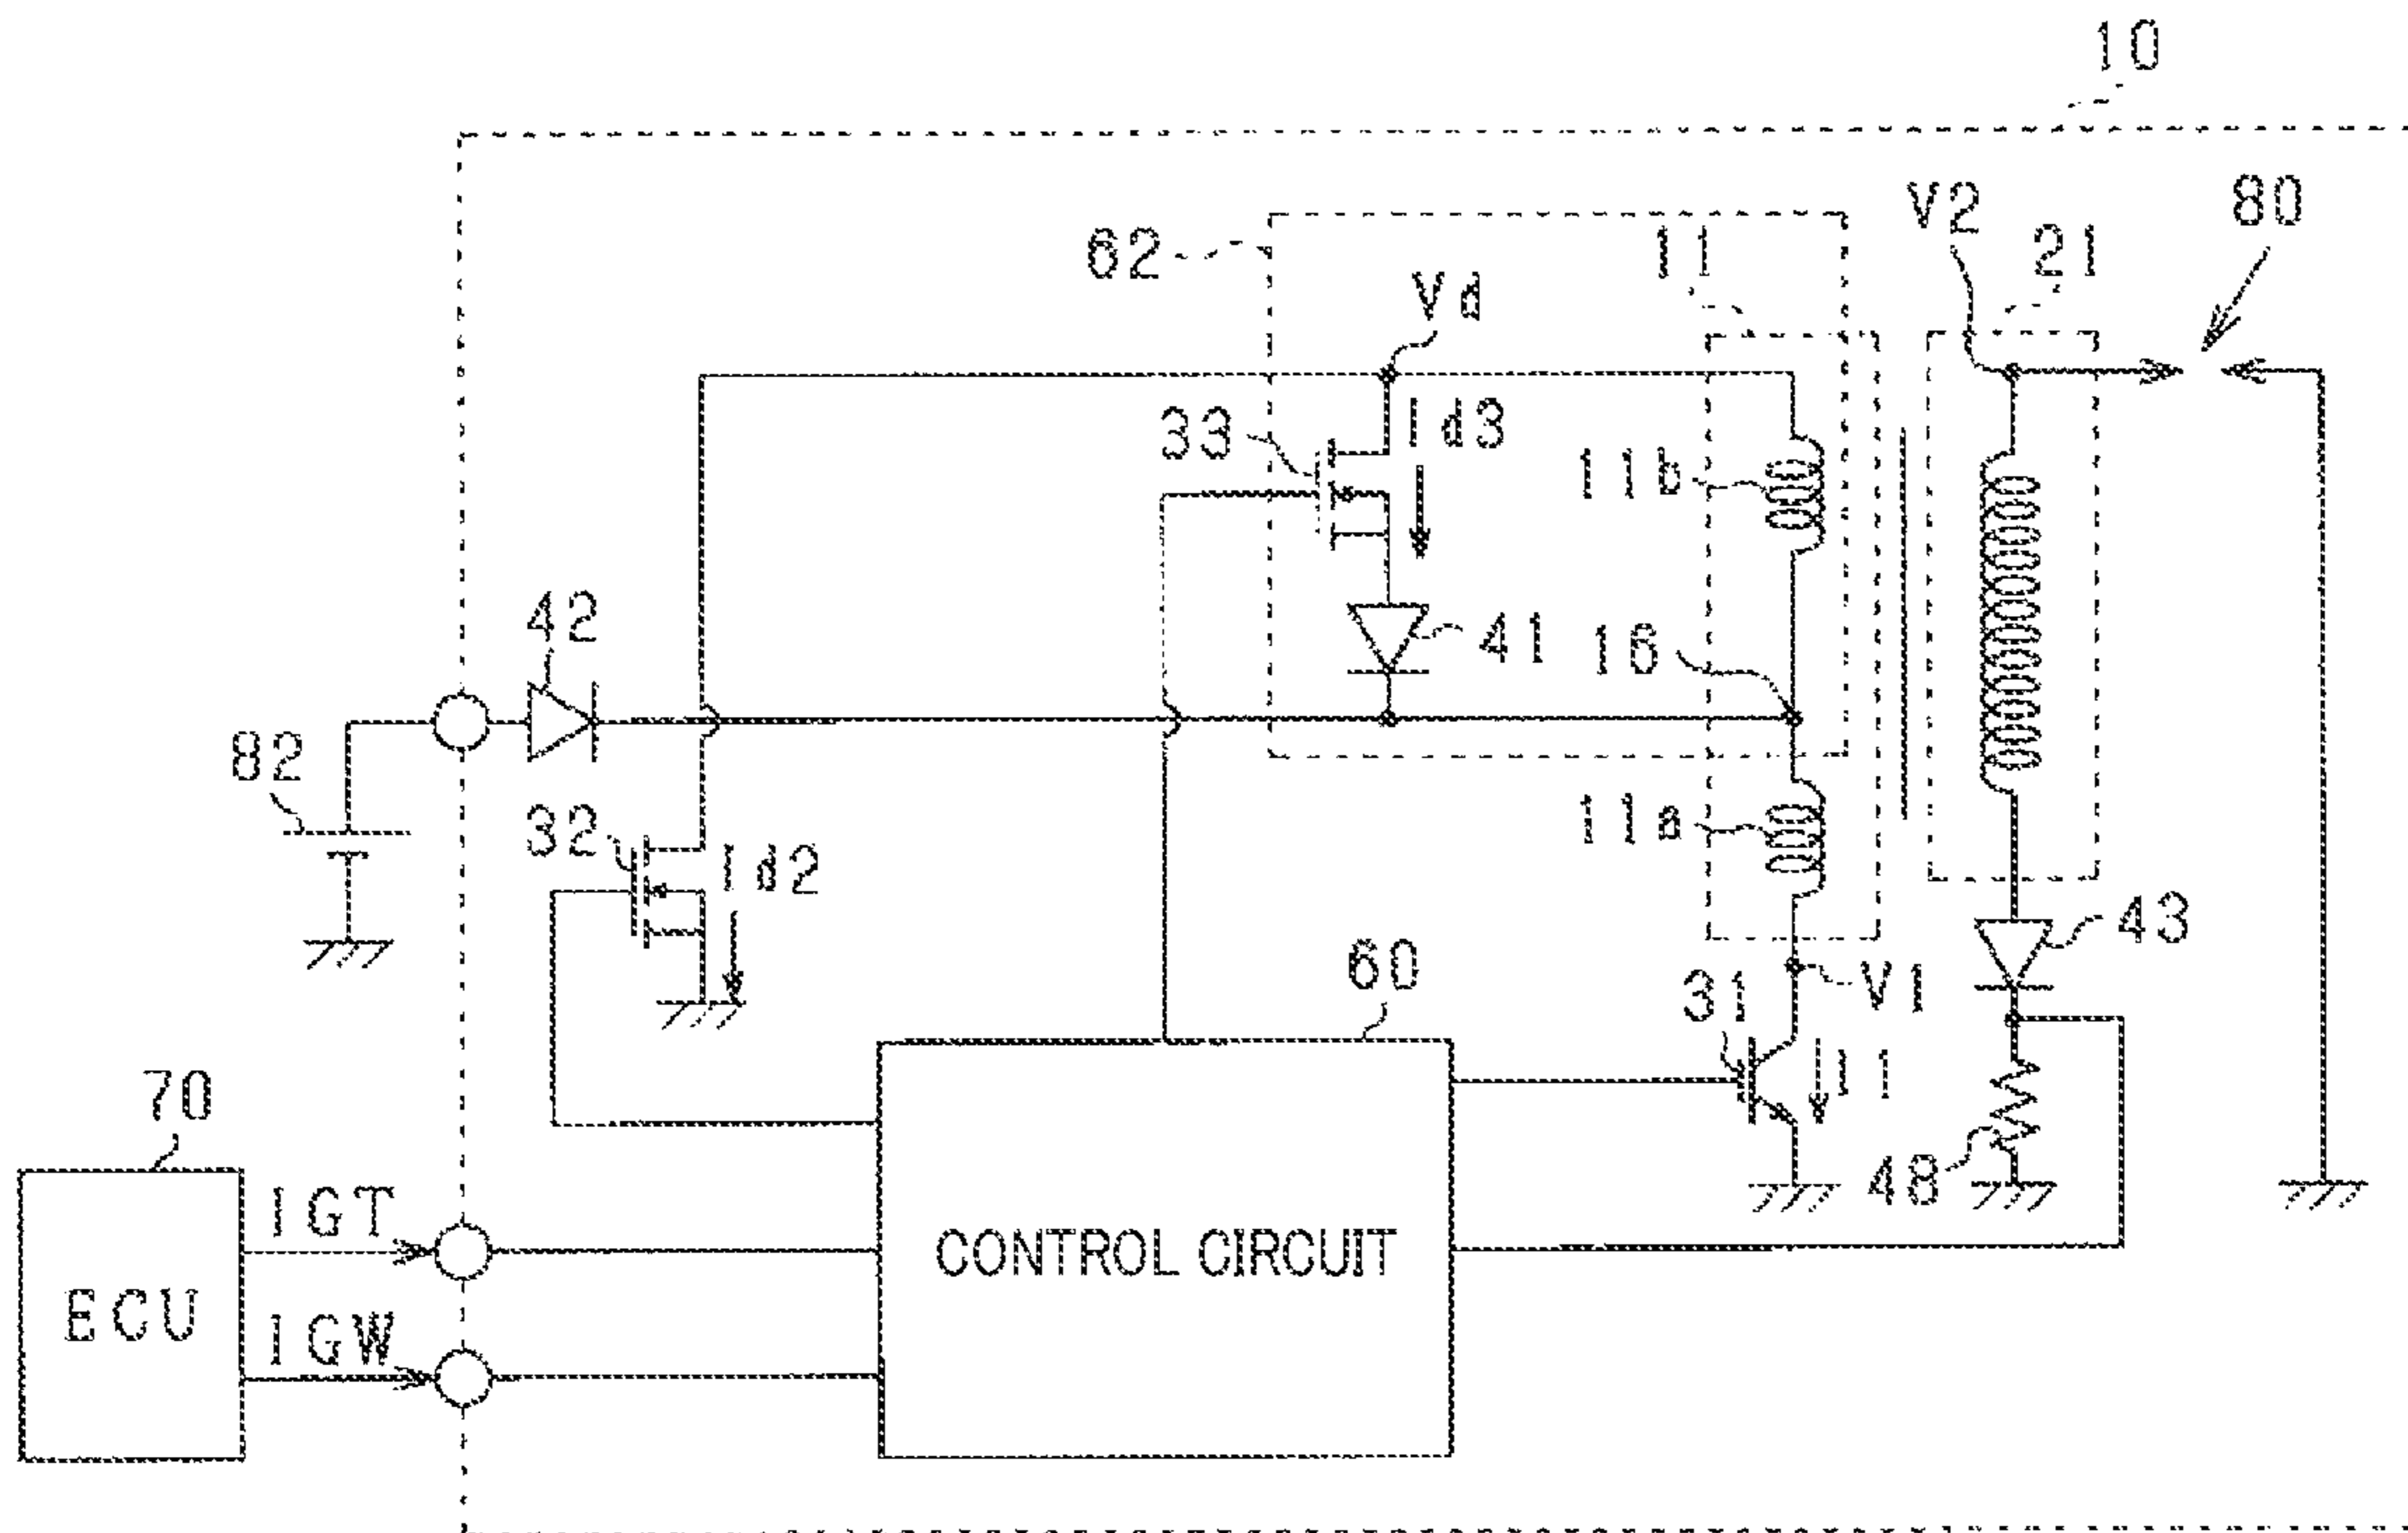 10
V2
80
62
11
21
Vd
33
Id3
11b
42
41
16
82
32
Id2
11a
43
60
31
V1
I1
70
48
IGT
CONTROL CIRCUIT
ECU
IGW